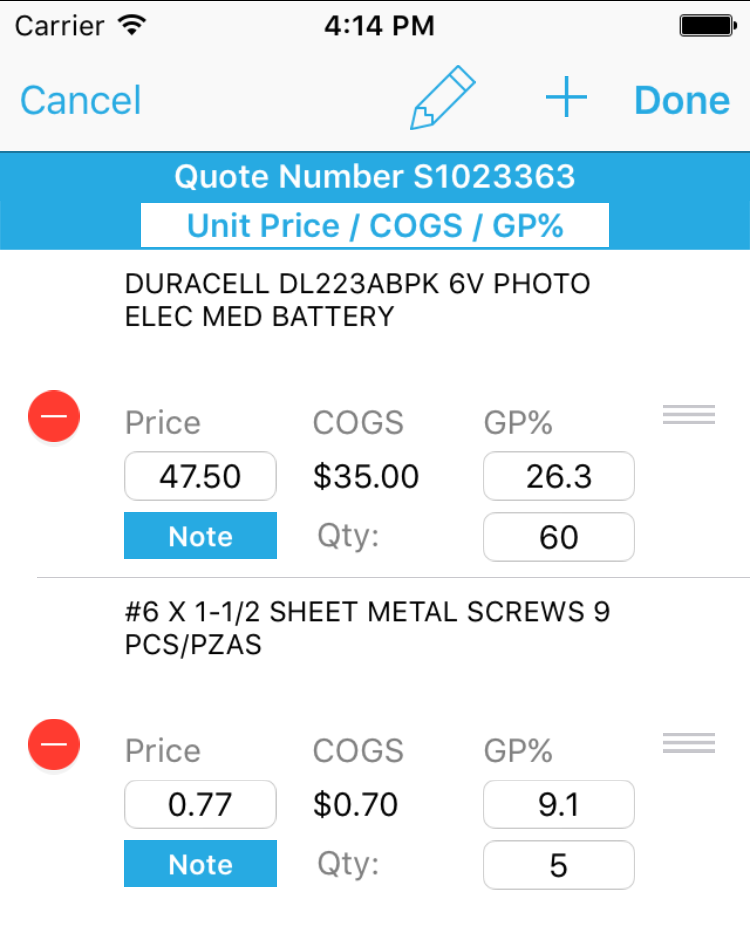 Carrier 4:14 PM
Cancel Done
Quote Number S1023363
Unit Price / COGS / GP%
DURACELL DL223ABPK 6V PHOTO
ELEC MED BATTERY
Price COGS GP%
47.50 $35.00 26.3
Note Qty: 60
#6 X 1-1/2 SHEET METAL SCREWS 9
PCS/PZAS
Price COGS GP%
0.77 $0.70 9.1
Note Qty: 5